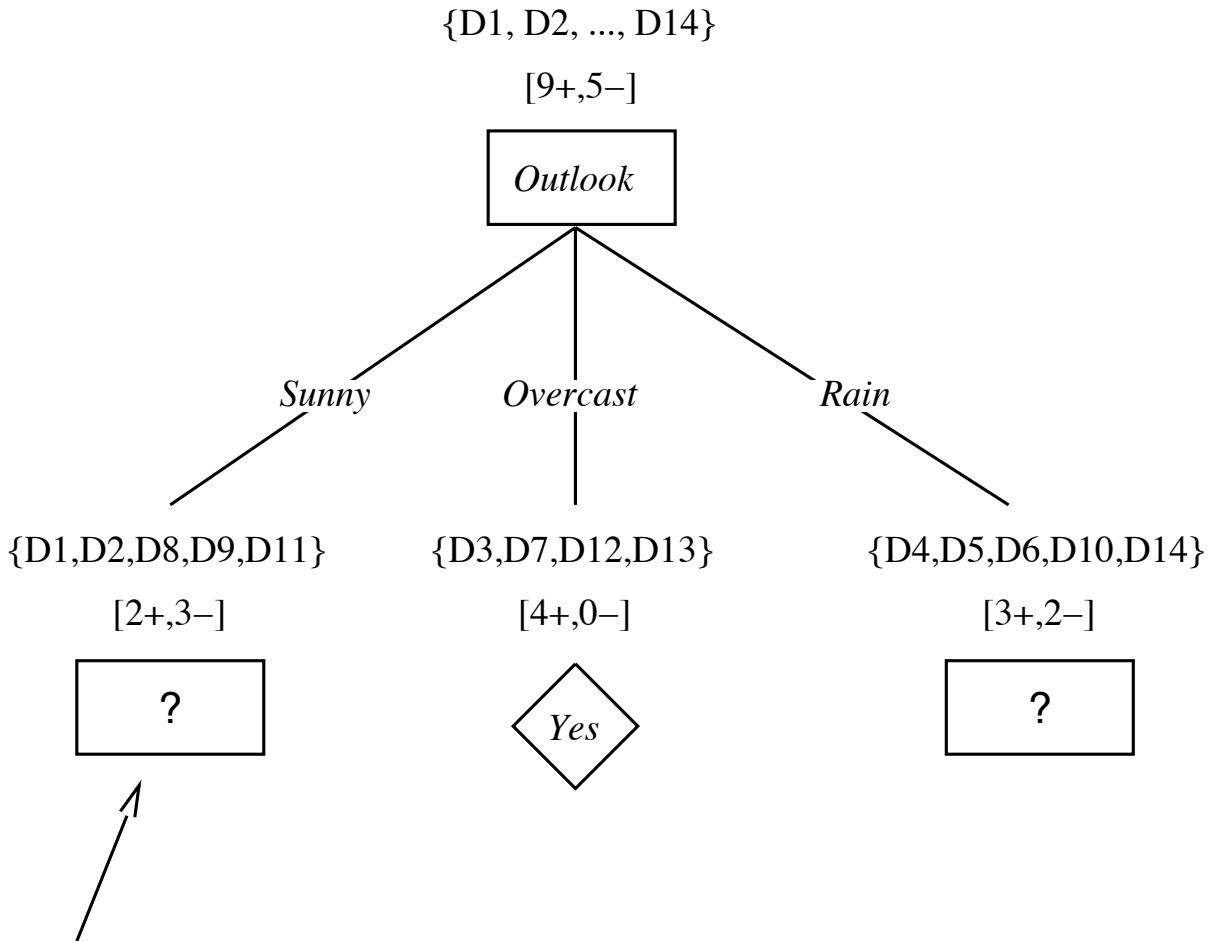 {D1, D2, ..., D14}
[9+,5−]
Outlook
Sunny Overcast Rain
{D1,D2,D8,D9,D11} {D3,D7,D12,D13} {D4,D5,D6,D10,D14}
[2+,3−] [4+,0−] [3+,2−]
? Yes ?